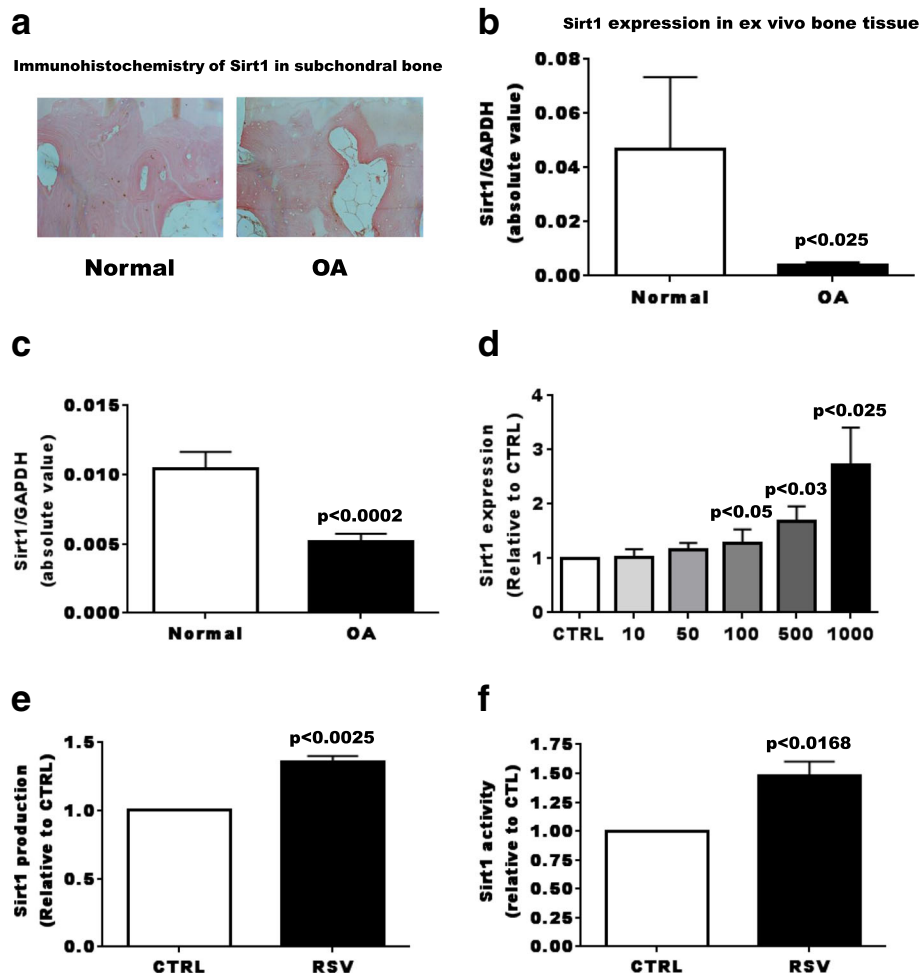 a
Immunohistochemistry of Sirt1 in subchondral bone
Normal
OA
b
Sirt1 expression in ex vivo bone tissue
Sirt1/GAPDH
(absolute value)
0.08
0.06
0.04
0.02
0.00
p<0.025
Normal
OA
c
Sirt1/GAPDH
(absolute value)
0.015
0.010
0.005
0.000
p<0.0002
Normal
OA
d
Sirt1 expression
(Relative to CTRL)
4
3
2
1
0
p<0.05
p<0.03
p<0.025
CTRL 10 50 100 500 1000
e
Sirt1 production
(Relative to CTRL)
1.5
1.0
0.5
0.0
p<0.0025
CTRL
RSV
f
Sirt1 activity
(relative to CTL)
1.75
1.50
1.25
1.00
0.75
0.50
0.25
0.00
p<0.0168
CTRL
RSV